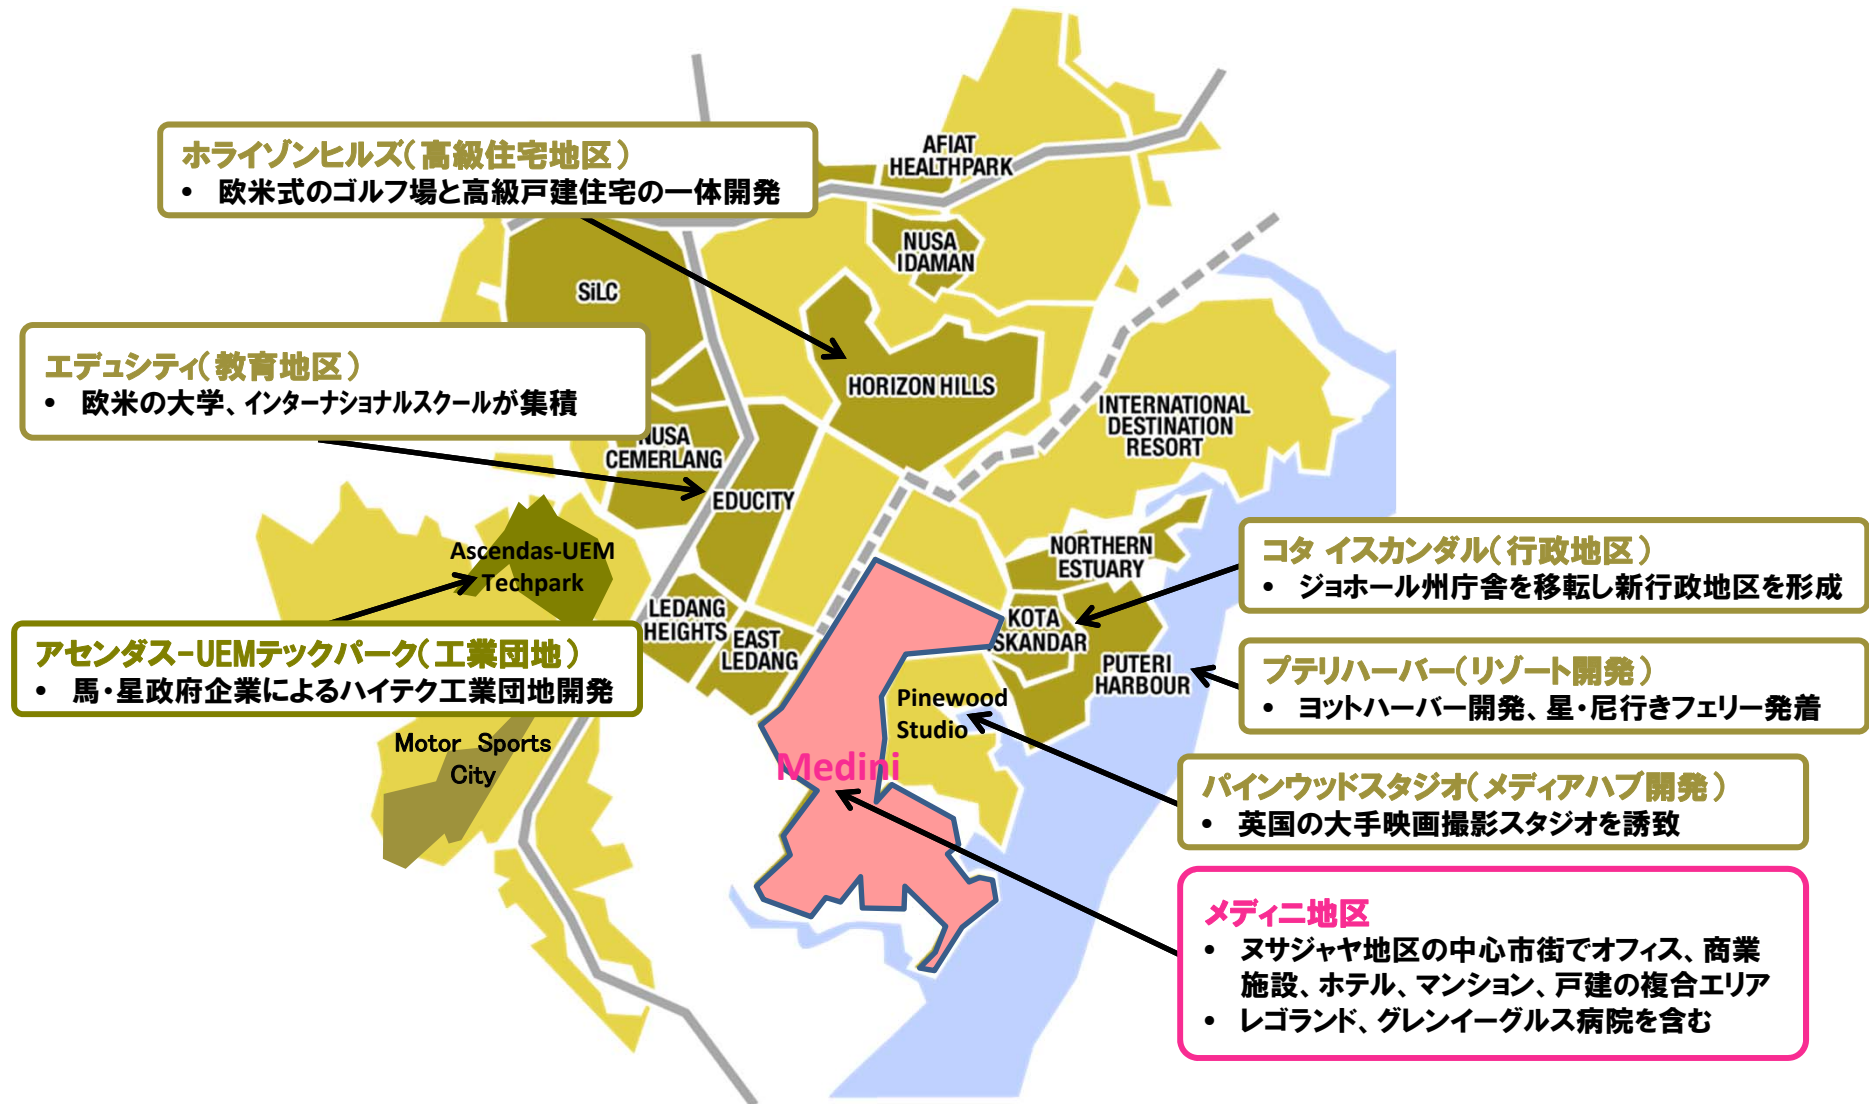 AFIAT
HEALTHPARK
ホライゾンヒルズ(高級住宅地区)
• 欧米式のゴルフ場と高級戸建住宅の一体開発
NUSA
IDAMAN
SiLC
エデュシティ(教育地区)
• 欧米の大学、インターナショナルスクールが集積
HORIZON HILLS
INTERNATIONAL
DESTINATION
RESORT
NUSA
CEMERLANG
EDUCITY
Ascendas-UEM
Techpark
NORTHERN
ESTUARY
コタ イスカンダル(行政地区)
• ジョホール州庁舎を移転し新行政地区を形成
LEDANG
HEIGHTS
EAST
LEDANG
KOTA
ISKANDAR
アセンダス-UEMテックパーク(工業団地)
• 馬・星政府企業によるハイテク工業団地開発
PUTERI
HARBOUR
プテリハーバー(リゾート開発)
• ヨットハーバー開発、星・尼行きフェリー発着
Pinewood
Studio
Motor Sports
City
Medini
パインウッドスタジオ(メディアハブ開発)
• 英国の大手映画撮影スタジオを誘致
メディニ地区
• ヌサジャヤ地区の中心市街でオフィス、商業
施設、ホテル、マンション、戸建の複合エリア
• レゴランド、グレンイーグルス病院を含む